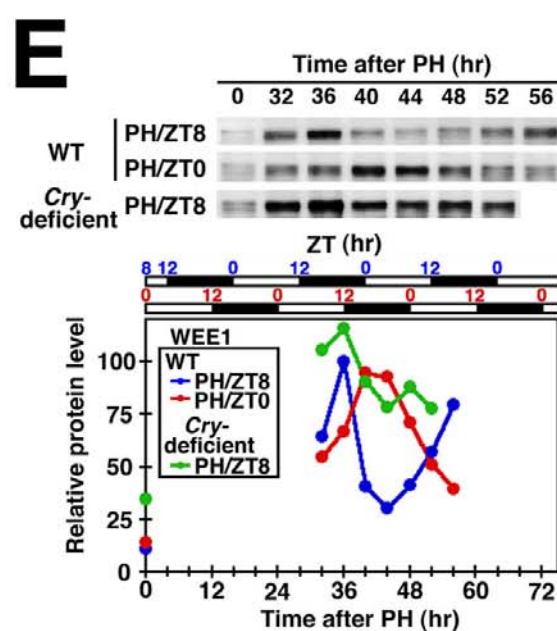 E
Time after PH (hr)
0 32 36 40 44 48 52 56
WT
PH/ZT8
PH/ZT0
Cry-deficient
PH/ZT8
ZT (hr)
8 12 0 12 0 12 0
0 12 0 12 0 12 0
WEE1
WT
PH/ZT8
PH/ZT0
Cry-deficient
PH/ZT8
Relative protein level
100
75
50
25
0
0 12 24 36 48 60 72
Time after PH (hr)